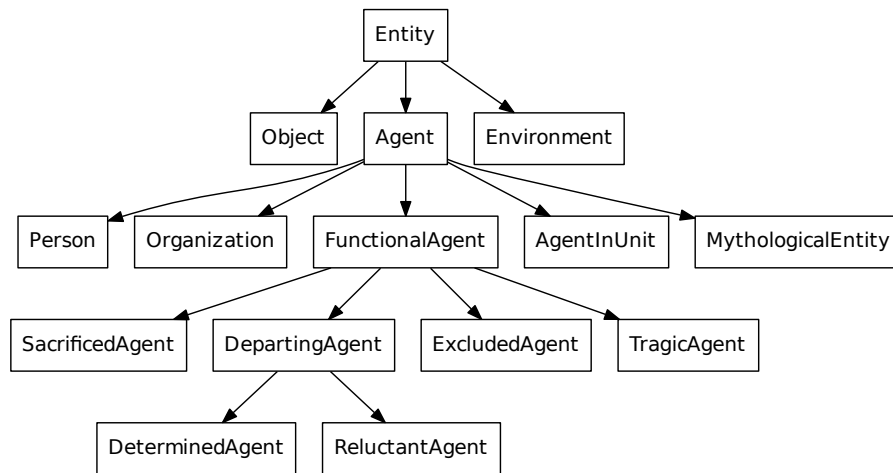 Entity
Object
Agent
Environment
Person
Organization
FunctionalAgent
AgentInUnit
MythologicalEntity
SacrificedAgent
DepartingAgent
ExcludedAgent
TragicAgent
DeterminedAgent
ReluctantAgent